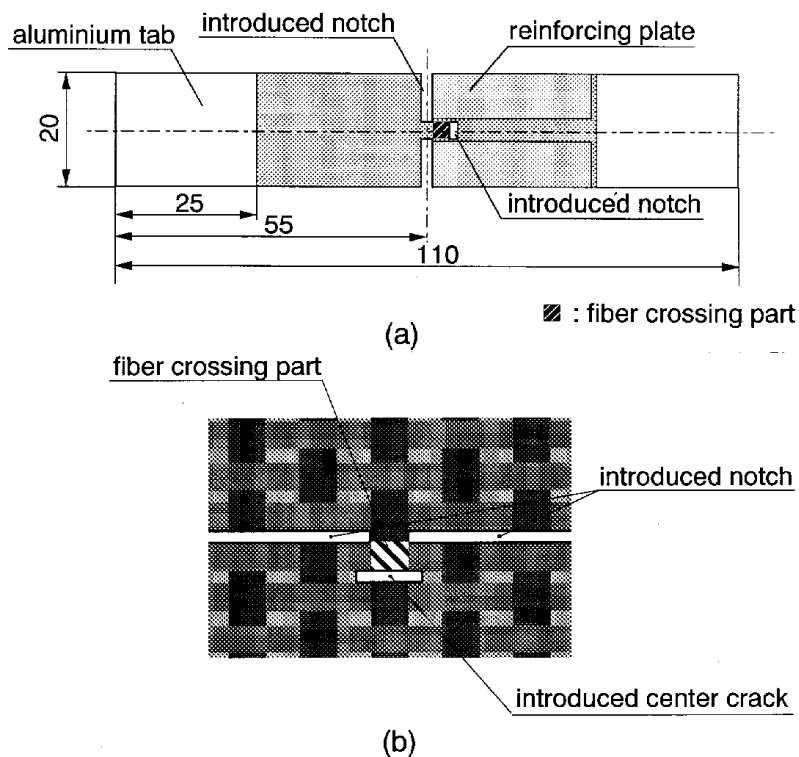 introduced notch
aluminium tab
reinforcing plate
20
introduced notch
25
55
110
: fiber crossing part
(a)
fiber crossing part
introduced notch
introduced center crack
(b)